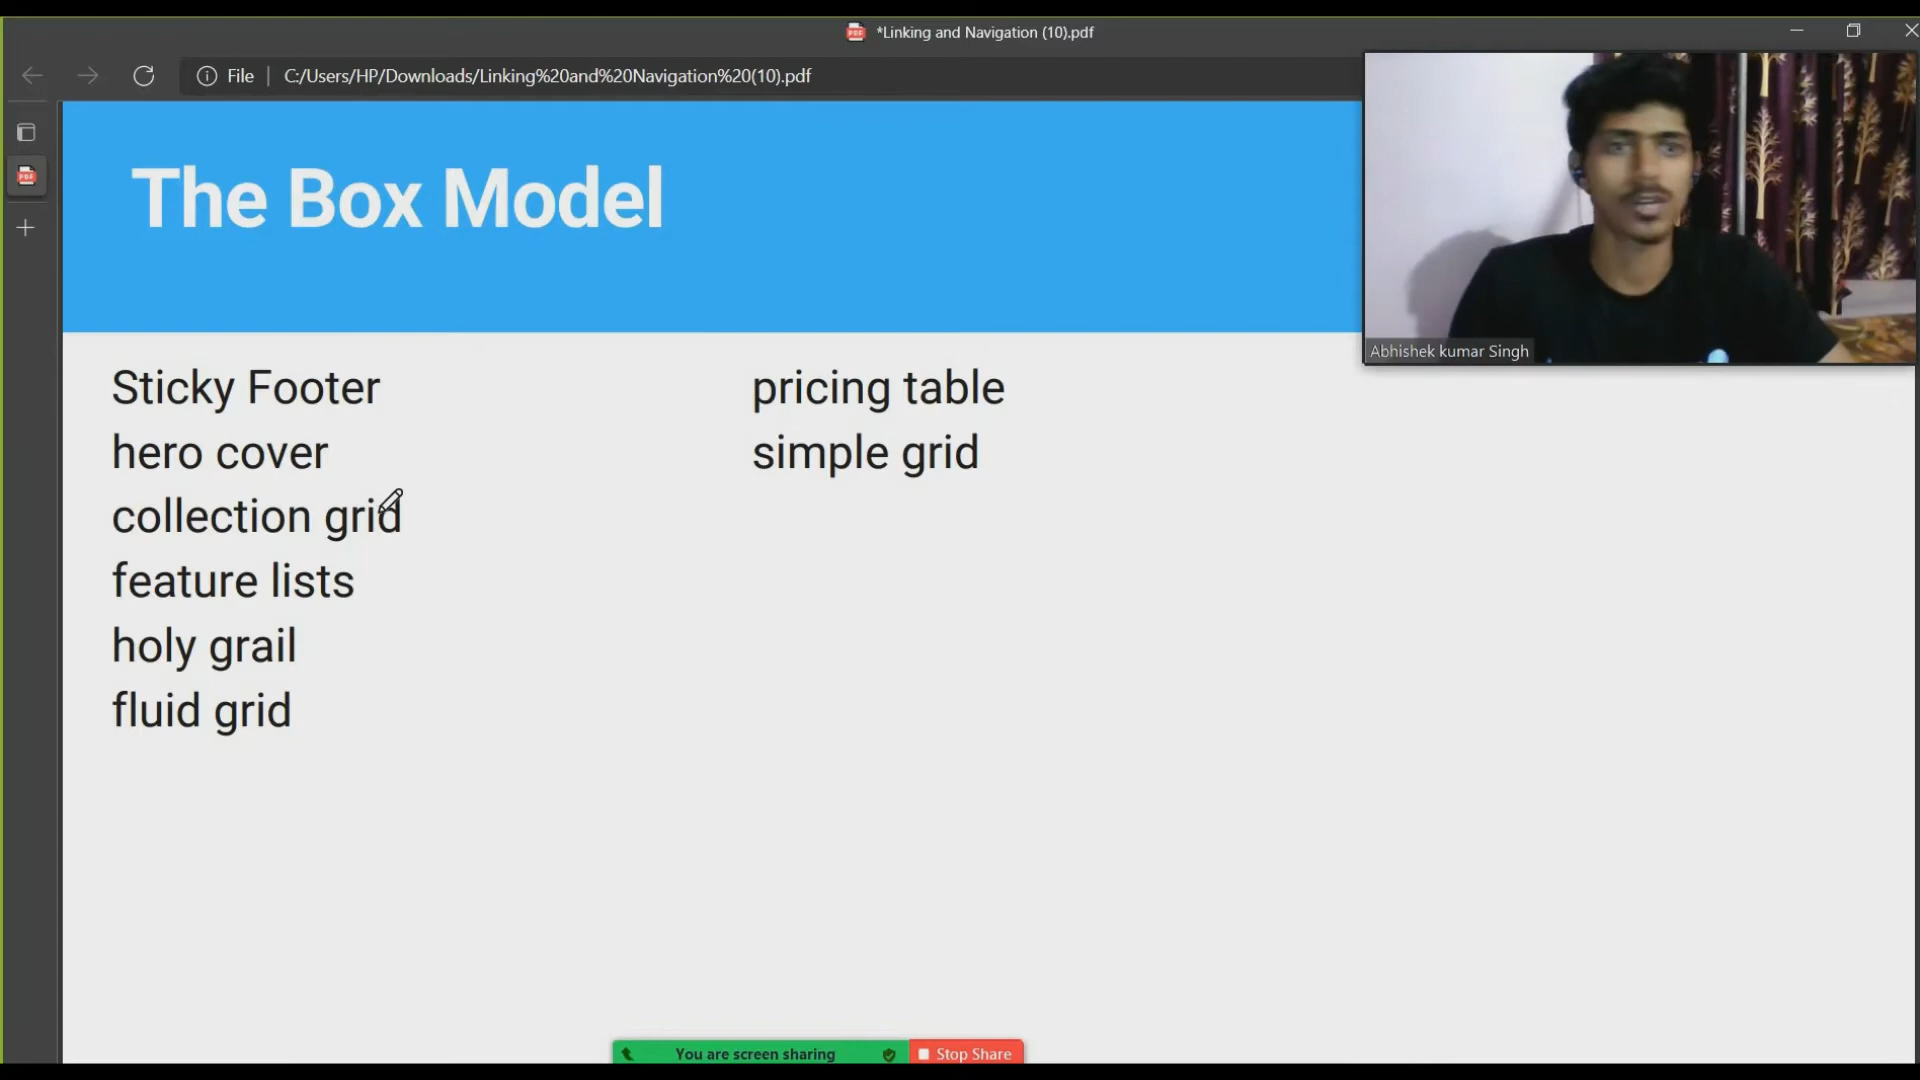 *Linking and Navigation (10).pdf
File | C:/Users/HP/Downloads/Linking%20and%20Navigation%20(10).pdf
The Box Model
Abhishek kumar Singh
Sticky Footer
hero cover
collection grid
feature lists
holy grail
fluid grid
pricing table
simple grid
You are screen sharing
Stop Share